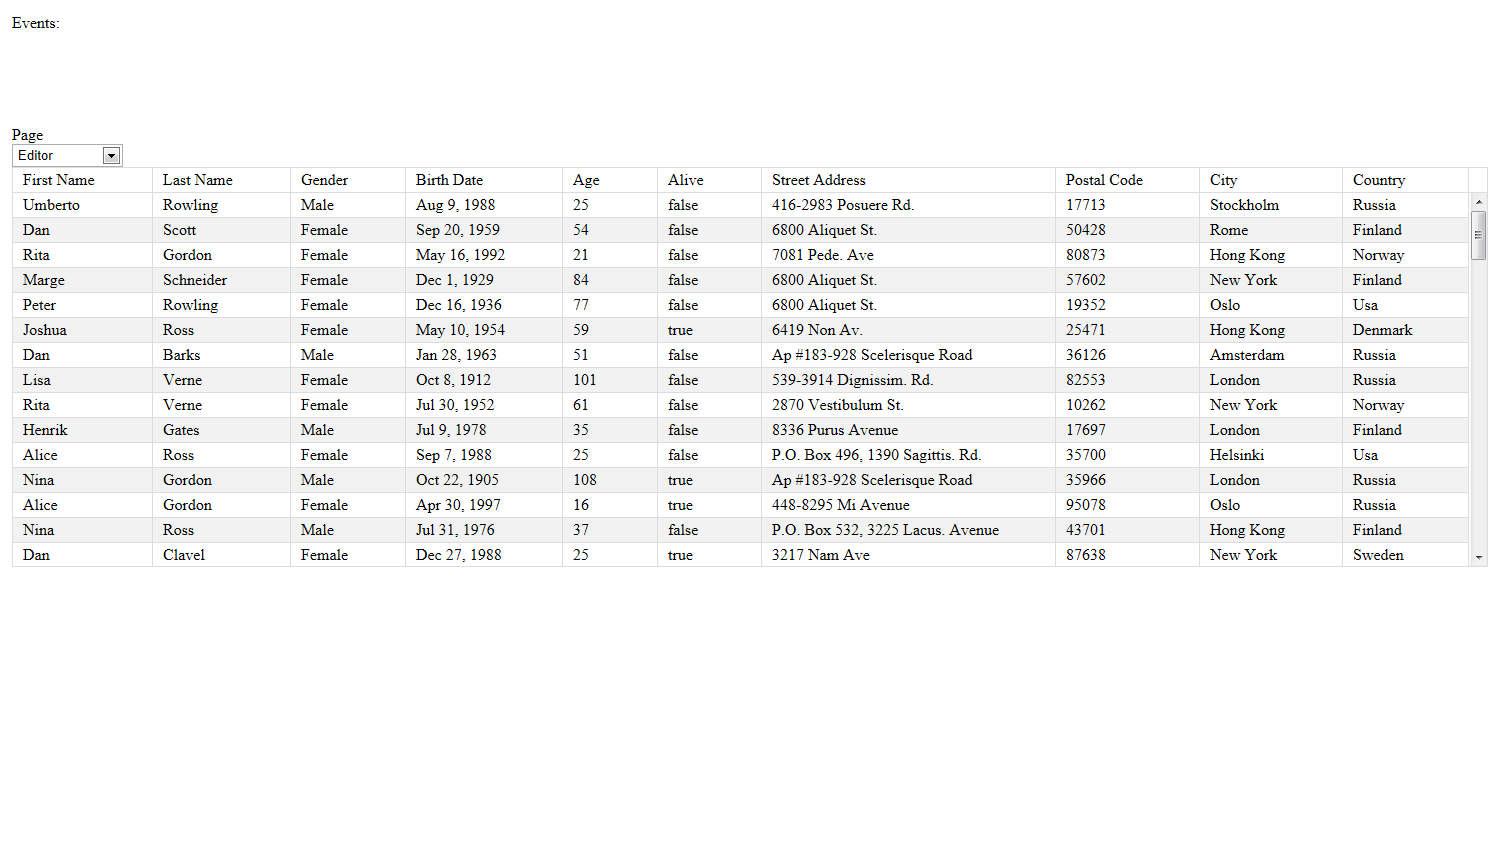 Events:
Page
Editor
First Name Last Name Gender Birth Date Age Alive Street Address Postal Code City Country
Umberto Rowling Male Aug 9, 1988 25 false 416-2983 Posuere Rd. 17713 Stockholm Russia
Dan Scott Female Sep 20, 1959 54 false 6800 Aliquet St. 50428 Rome Finland
Rita Gordon Female May 16, 1992 21 false 7081 Pede. Ave 80873 Hong Kong Norway
Marge Schneider Female Dec 1, 1929 84 false 6800 Aliquet St. 57602 New York Finland
Peter Rowling Female Dec 16, 1936 77 false 6800 Aliquet St. 19352 Oslo Usa
Joshua Ross Female May 10, 1954 59 true 6419 Non Av. 25471 Hong Kong Denmark
Dan Barks Male Jan 28, 1963 51 false Ap #183-928 Scelerisque Road 36126 Amsterdam Russia
Lisa Verne Female Oct 8, 1912 101 false 539-3914 Dignissim. Rd. 82553 London Russia
Rita Verne Female Jul 30, 1952 61 false 2870 Vestibulum St. 10262 New York Norway
Henrik Gates Male Jul 9, 1978 35 false 8336 Purus Avenue 17697 London Finland
Alice Ross Female Sep 7, 1988 25 false P.O. Box 496, 1390 Sagittis. Rd. 35700 Helsinki Usa
Nina Gordon Male Oct 22, 1905 108 true Ap #183-928 Scelerisque Road 35966 London Russia
Alice Gordon Female Apr 30, 1997 16 true 448-8295 Mi Avenue 95078 Oslo Russia
Nina Ross Male Jul 31, 1976 37 false P.O. Box 532, 3225 Lacus. Avenue 43701 Hong Kong Finland
Dan Clavel Female Dec 27, 1988 25 true 3217 Nam Ave 87638 New York Sweden